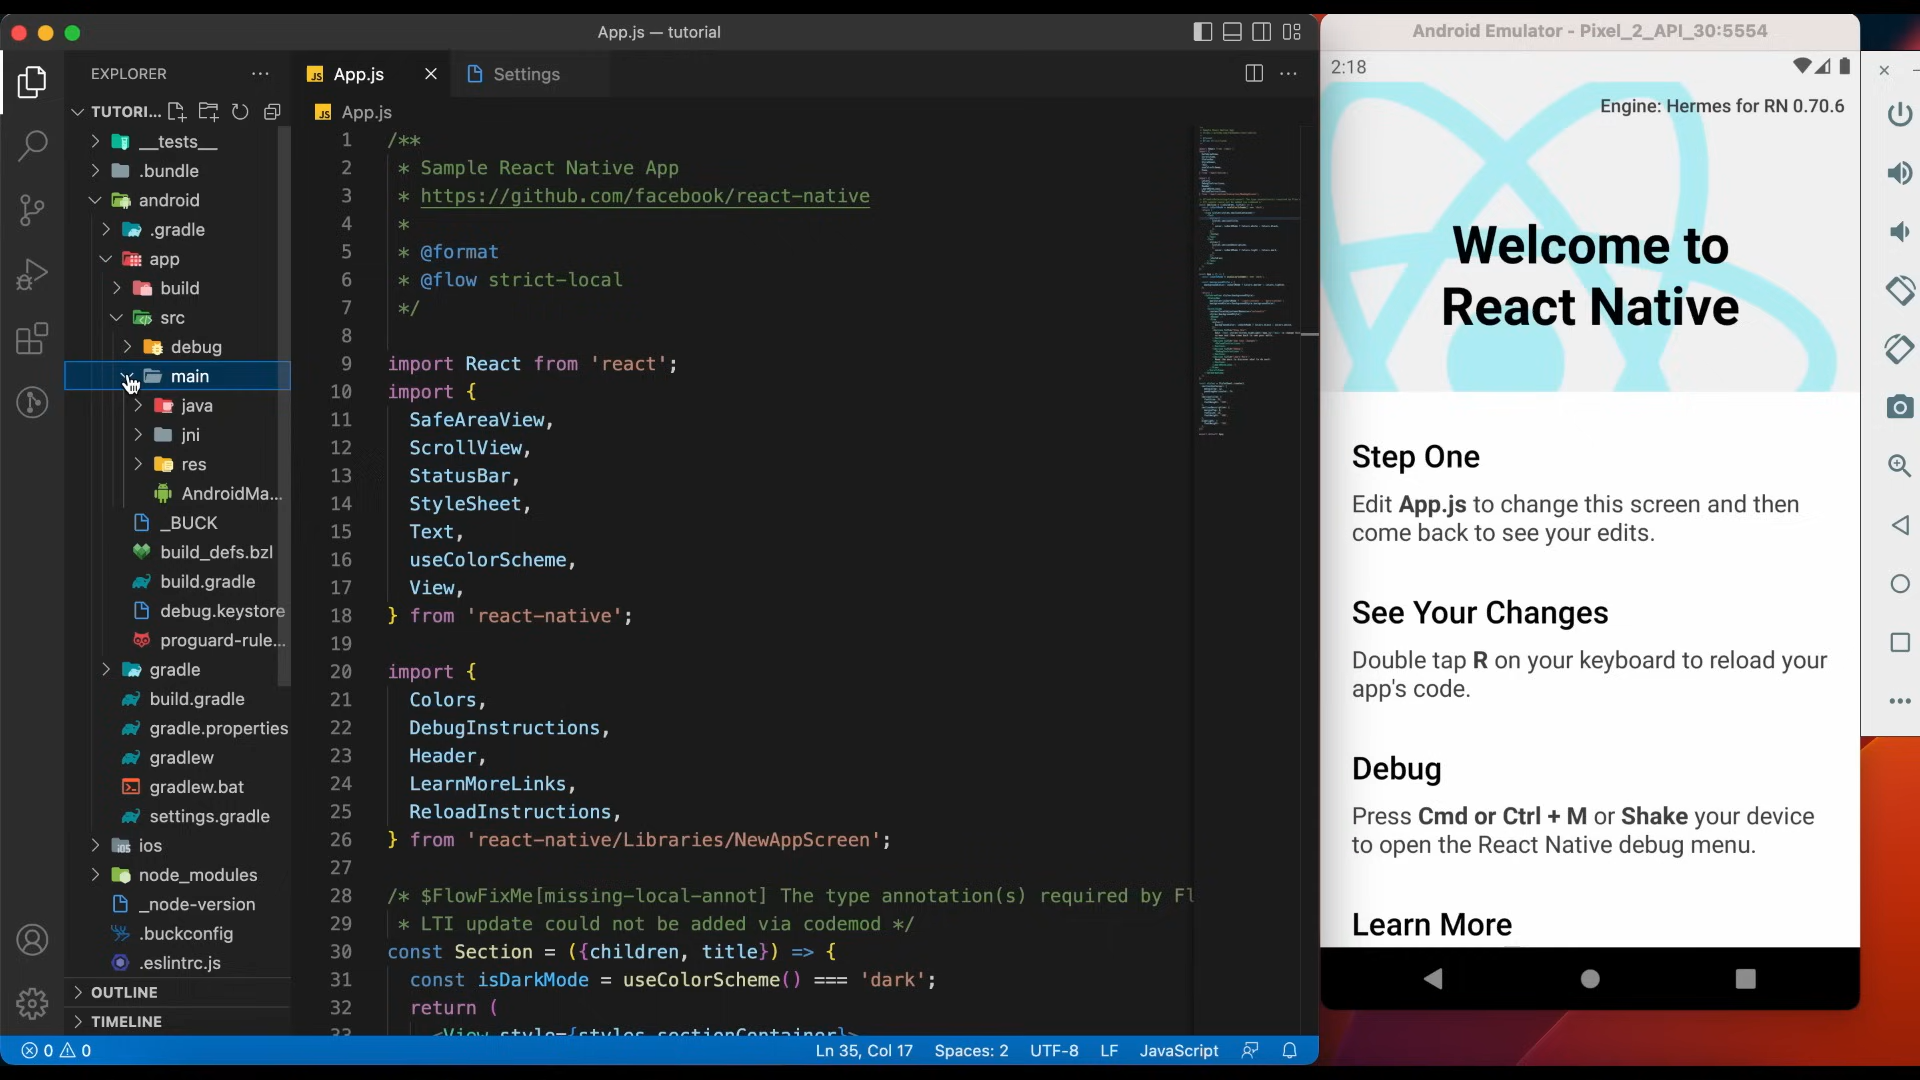 App.js — tutorial
EXPLORER
TUTORI...
__tests__
.bundle
android
.gradle
app
build
src
debug
main
java
jni
res
AndroidMa...
_BUCK
build_defs.bzl
build.gradle
debug.keystore
proguard-rule...
gradle
build.gradle
gradle.properties
gradlew
gradlew.bat
settings.gradle
ios
node_modules
_node-version
.buckconfig
.eslintrc.js
OUTLINE
TIMELINE
JS App.js
Settings
JS App.js
1 /**
2 * Sample React Native App
3 * https://github.com/facebook/react-native
4 *
5 * @format
6 * @flow strict-local
7 */
8
9 import React from 'react';
10 import {
11 SafeAreaView,
12 ScrollView,
13 StatusBar,
14 StyleSheet,
15 Text,
16 useColorScheme,
17 View,
18 } from 'react-native';
19
20 import {
21 Colors,
22 DebugInstructions,
23 Header,
24 LearnMoreLinks,
25 ReloadInstructions,
26 } from 'react-native/Libraries/NewAppScreen';
27
28 /* $FlowFixMe[missing-local-annot] The type annotation(s) required by Fl
29 * LTI update could not be added via codemod */
30 const Section = ({children, title}) => {
31 const isDarkMode = useColorScheme() === 'dark';
32 return (
33 <View style={styles.sectionContainer}>
0 0
Ln 35, Col 17 Spaces: 2 UTF-8 LF JavaScript
Android Emulator - Pixel_2_API_30:5554
2:18
Engine: Hermes for RN 0.70.6
Welcome to
React Native
Step One
Edit App.js to change this screen and then
come back to see your edits.
See Your Changes
Double tap R on your keyboard to reload your
app's code.
Debug
Press Cmd or Ctrl + M or Shake your device
to open the React Native debug menu.
Learn More